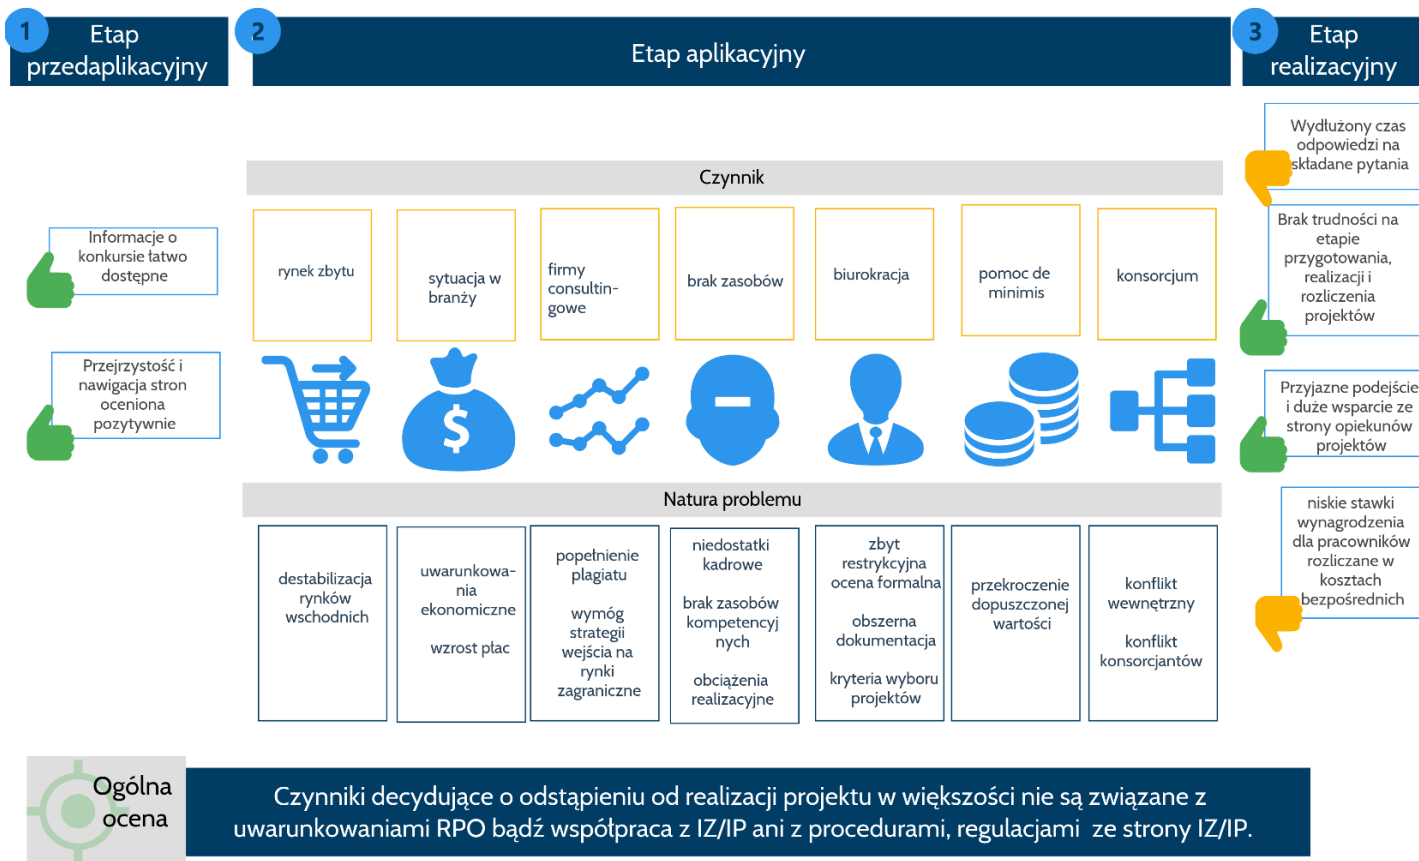 1
Etap
przedaplikacyjny
2
Etap aplikacyjny
3
Etap
realizacyjny
Informacje o
konkursie łatwo
dostępne
Przejrzystość i
nawigacja stron
oceniona
pozytywnie
Czynnik
rynek zbytu
sytuacja w
branży
firmy
consultin-
gowe
brak zasobów
biurokracja
pomoc de
minimis
konsorcjum
$
Natura problemu
destabilizacja
rynków
wschodnich
uwarunkowa-
nia
ekonomiczne
wzrost płac
popełnienie
plagiatu
wymóg
strategii
wejścia na
rynki
zagraniczne
niedostatki
kadrowe
brak zasobów
kompetencyj
nych
obciążenia
realizacyjne
zbyt
restrykcyjna
ocena formalna
obszerna
dokumentacja
kryteria wyboru
projektów
przekroczenie
dopuszczonej
wartości
konflikt
wewnętrzny
konflikt
konsorcjantów
Wydłużony czas
odpowiedzi na
składane pytania
Brak trudności na
etapie
przygotowania,
realizacji i
rozliczenia
projektów
Przyjazne podejście
i duże wsparcie ze
strony opiekunów
projektów
niskie stawki
wynagrodzenia
dla pracowników
rozliczane w
kosztach
bezpośrednich
Ogólna
ocena
Czynniki decydujące o odstąpieniu od realizacji projektu w większości nie są związane z
uwarunkowaniami RPO bądź współpraca z IZ/IP ani z procedurami, regulacjami ze strony IZ/IP.